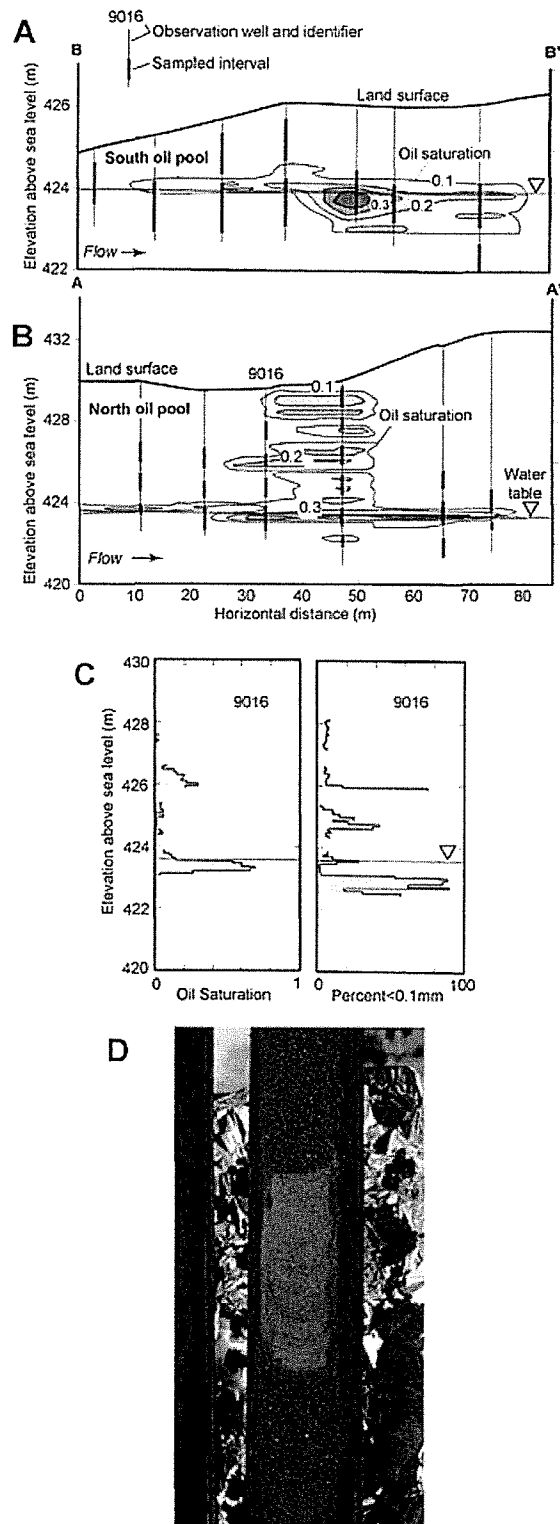 A
9016
Observation well and identifier
Sampled interval
B
B'
Elevation above sea level (m)
426
424
422
Land surface
South oil pool
Oil saturation
0.1
0.2
0.3
Flow
A
A'
B
Elevation above sea level (m)
432
428
424
420
Land surface
9016
North oil pool
0.1
Oil saturation
0.2
0.3
Water
table
Flow
0 10 20 30 40 50 60 70 80
Horizontal distance (m)
C
Elevation above sea level (m)
430
428
426
424
422
420
9016
9016
0 1
Oil Saturation
0 100
Percent<0.1mm
D